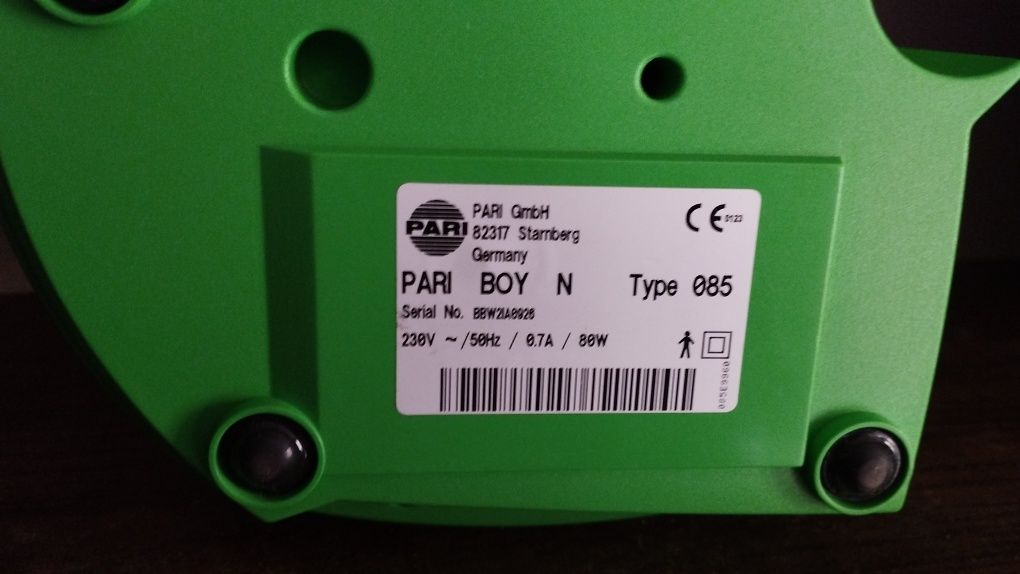 PARI
PARI GmbH
82317 Starnberg
Germany
CE 0123
PARI BOY N Type 085
Serial No. BBW21A0926
230V ~ /50Hz / 0.7A / 80W
085E9960